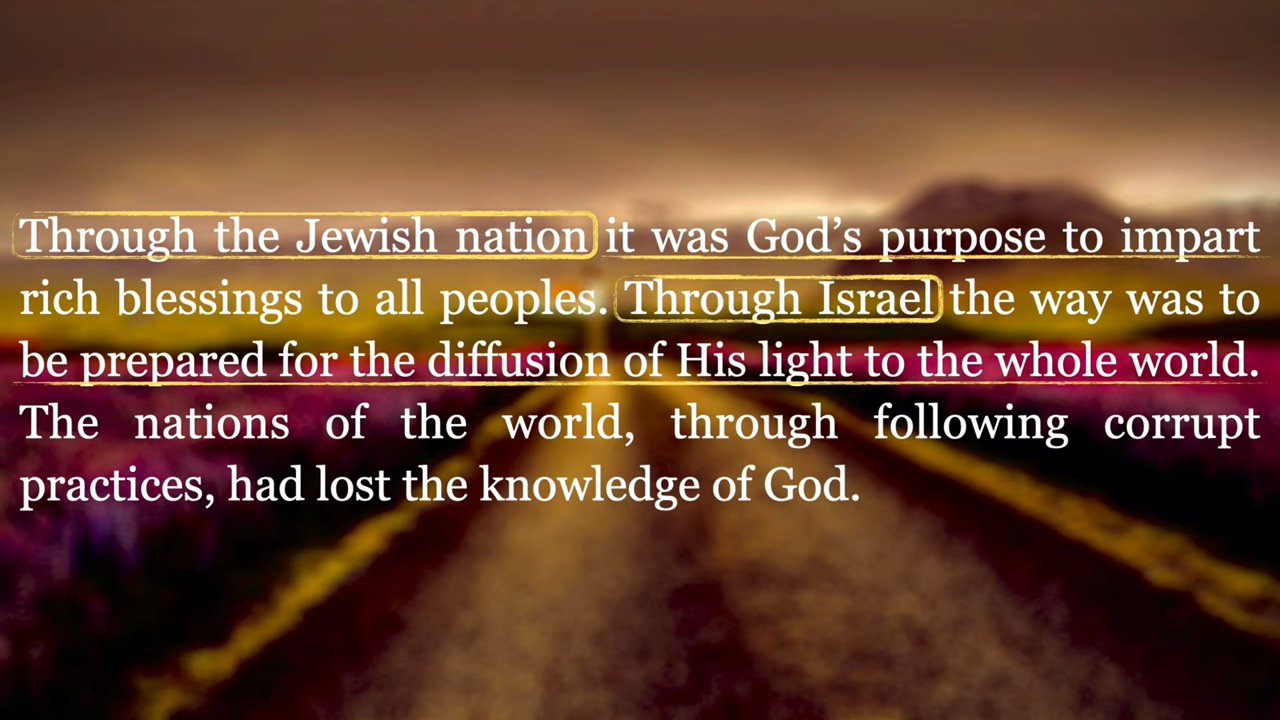 Through the Jewish nation it was God’s purpose to impart
rich blessings to all peoples. Through Israel the way was to
be prepared for the diffusion of His light to the whole world.
The nations of the world, through following corrupt
practices, had lost the knowledge of God.